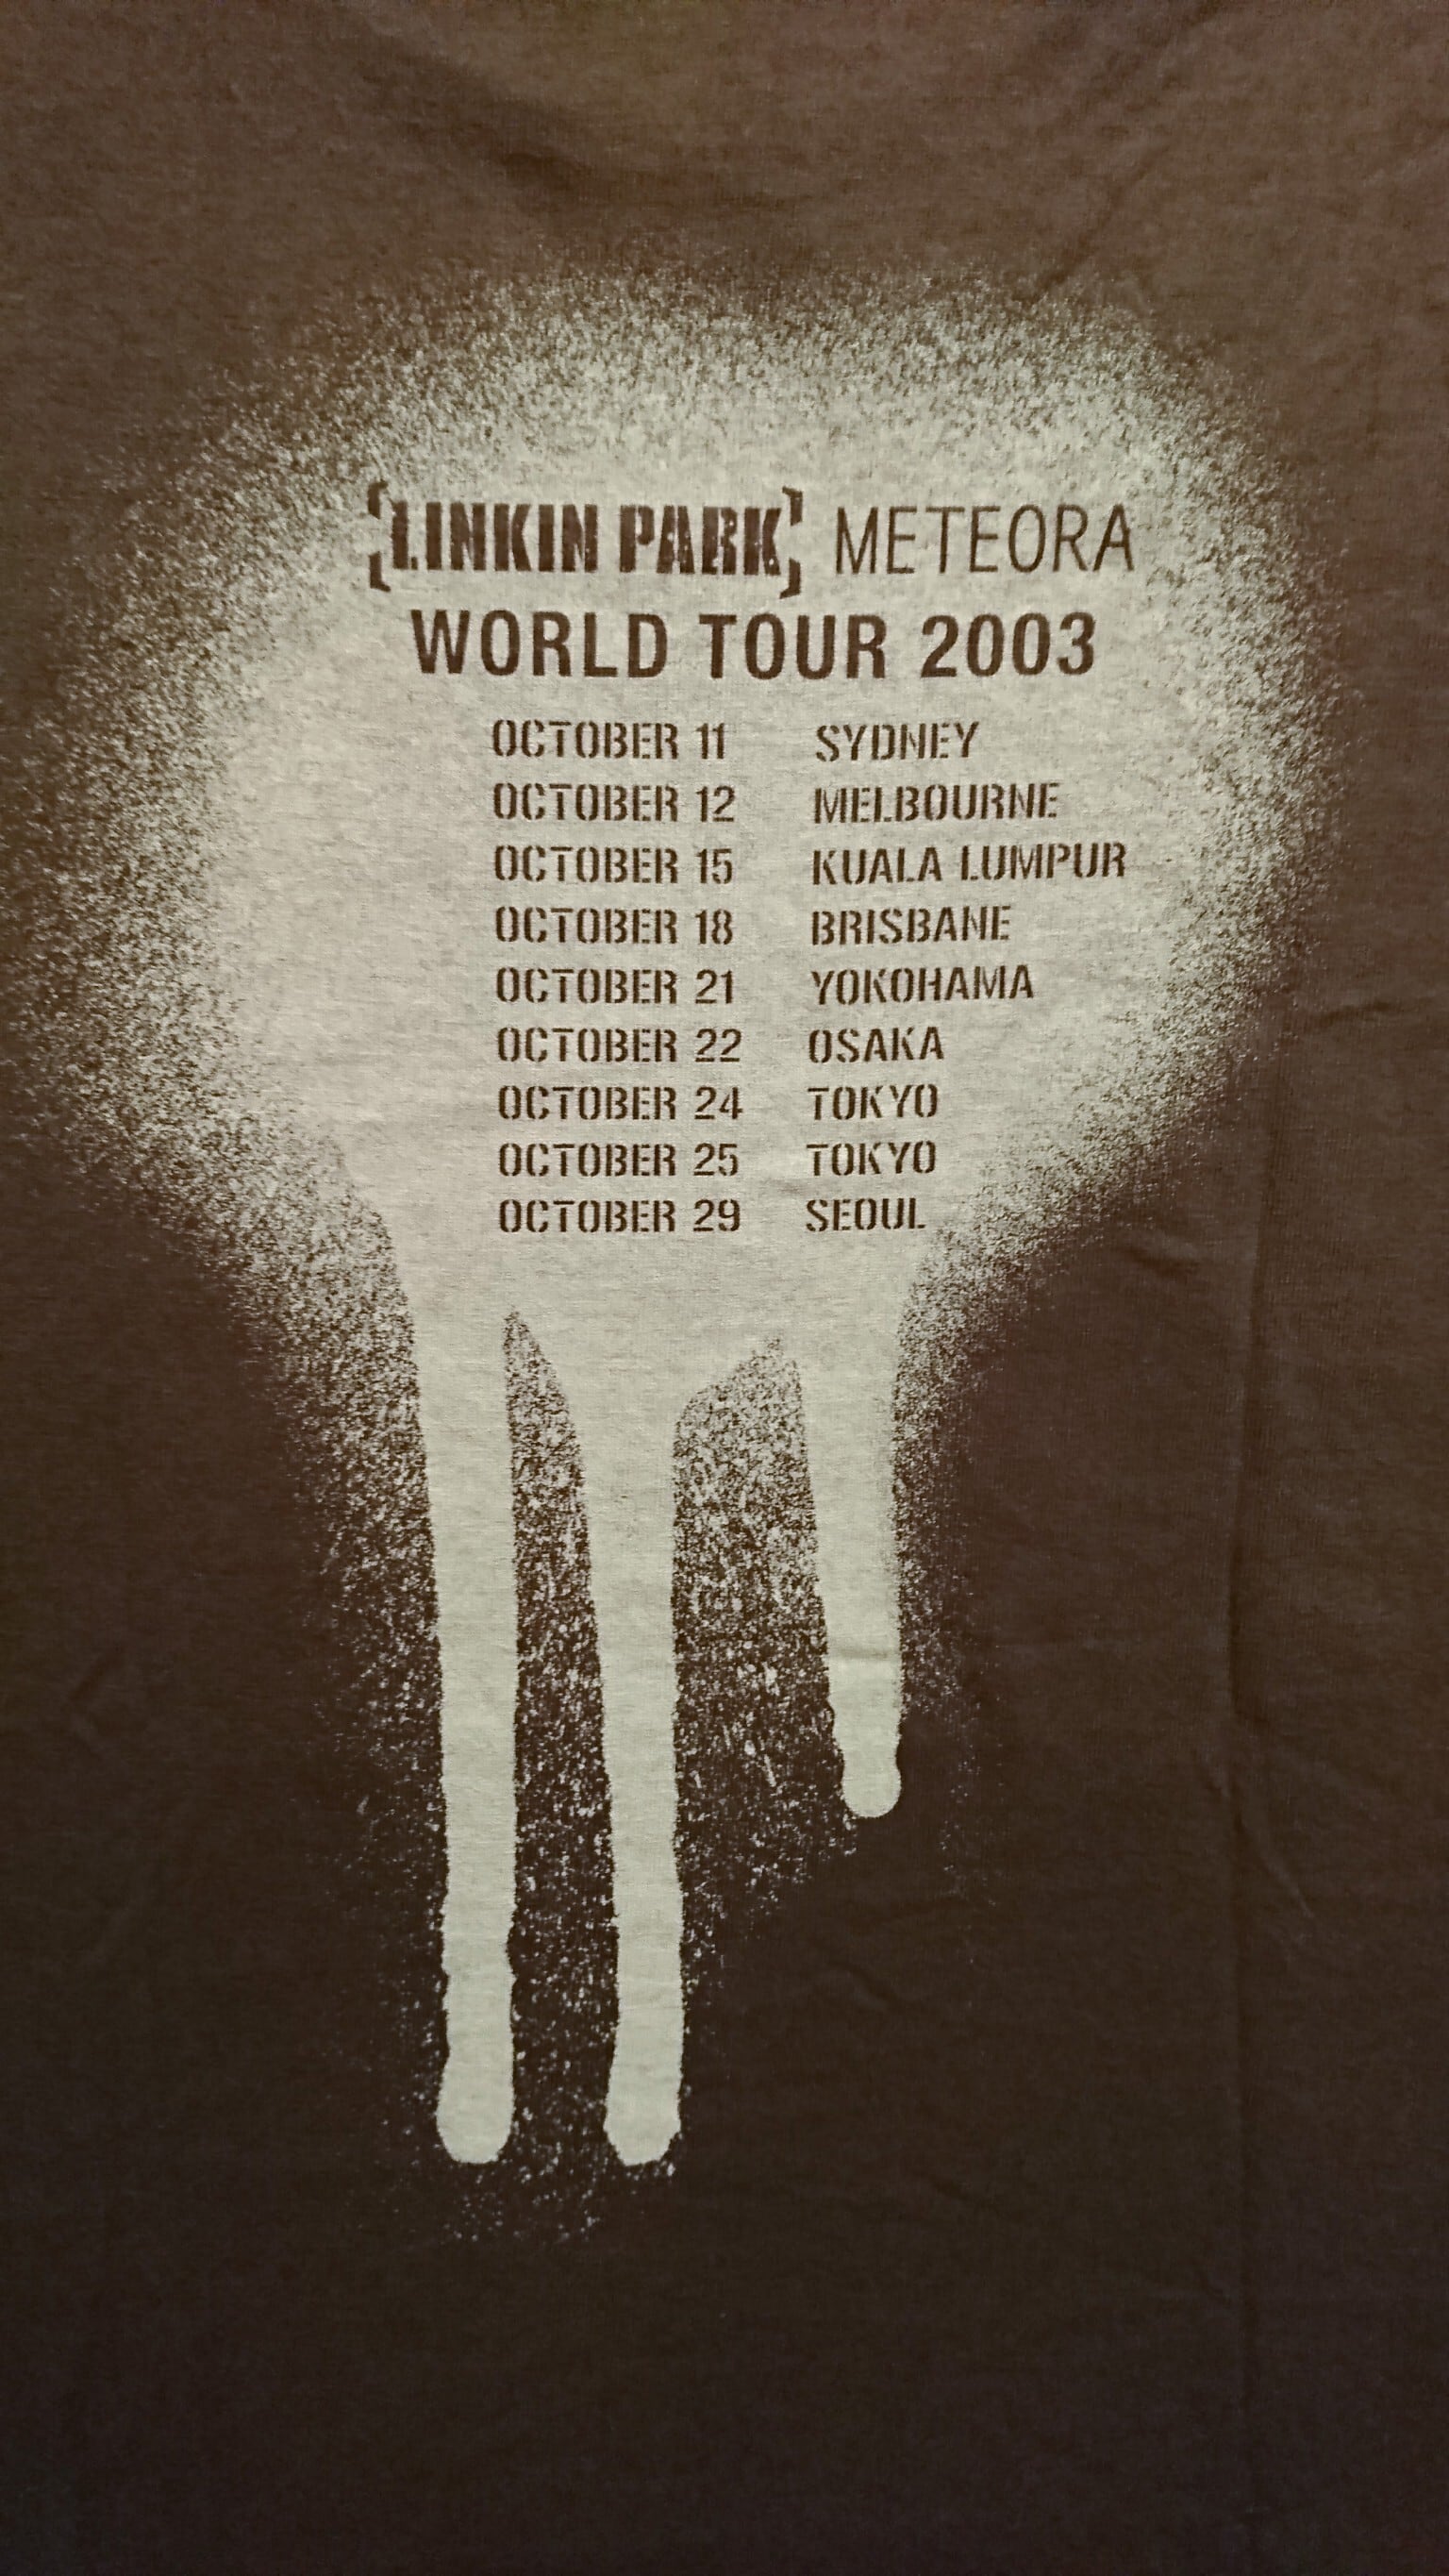 [LINKIN PARK] METEORA
WORLD TOUR 2003
OCTOBER 11 SYDNEY
OCTOBER 12 MELBOURNE
OCTOBER 15 KUALA LUMPUR
OCTOBER 18 BRISBANE
OCTOBER 21 YOKOHAMA
OCTOBER 22 OSAKA
OCTOBER 24 TOKYO
OCTOBER 25 TOKYO
OCTOBER 29 SEOUL